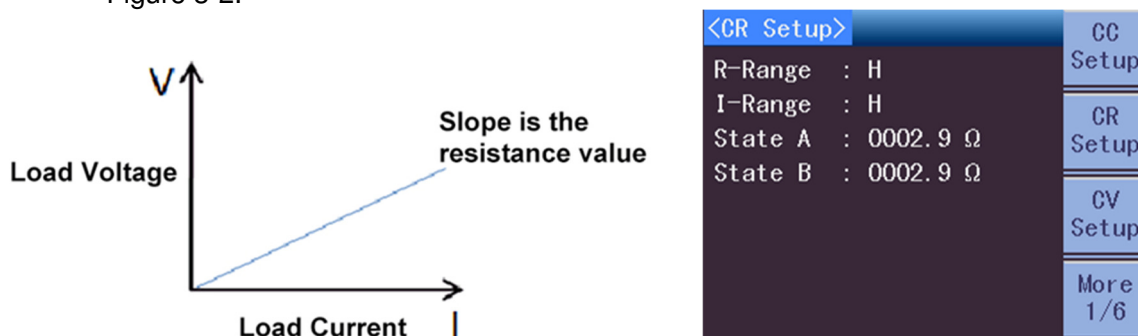 Figure 3-2.
V
Slope is the
resistance value
Load Voltage
Load Current I
<CR Setup>
R-Range : H
I-Range : H
State A : 0002.9 Ω
State B : 0002.9 Ω
CC
Setup
CR
Setup
CV
Setup
More
1/6